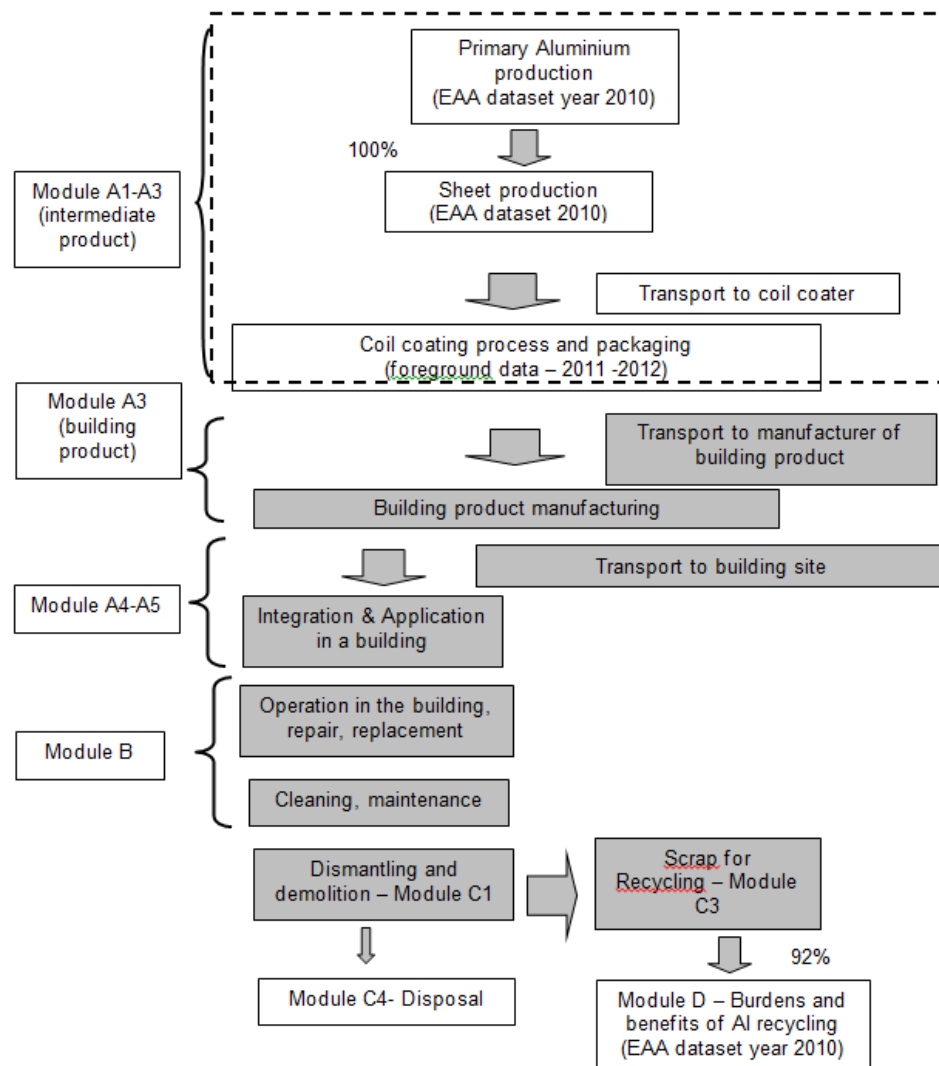 Primary Aluminium
production
(EAA dataset year 2010)
100%
Sheet production
(EAA dataset 2010)
Module A1-A3
(intermediate
product)
Transport to coil coater
Coil coating process and packaging
(foreground data – 2011 -2012)
Module A3
(building
product)
Transport to manufacturer of
building product
Building product manufacturing
Transport to building site
Module A4-A5
Integration & Application
in a building
Operation in the building,
repair, replacement
Module B
Cleaning, maintenance
Dismantling and
demolition – Module C1
Scrap for
Recycling – Module
C3
92%
Module C4- Disposal
Module D – Burdens and
benefits of Al recycling
(EAA dataset year 2010)